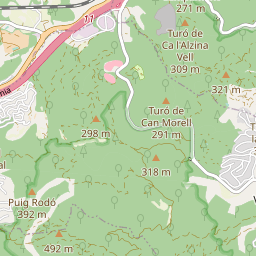 271 m
11
Turó de
Ca l'Alzina
Vell
309 m
321 m
Turó de
Can Morell
291 m
298 m
318 m
Puig Rodó
392 m
492 m